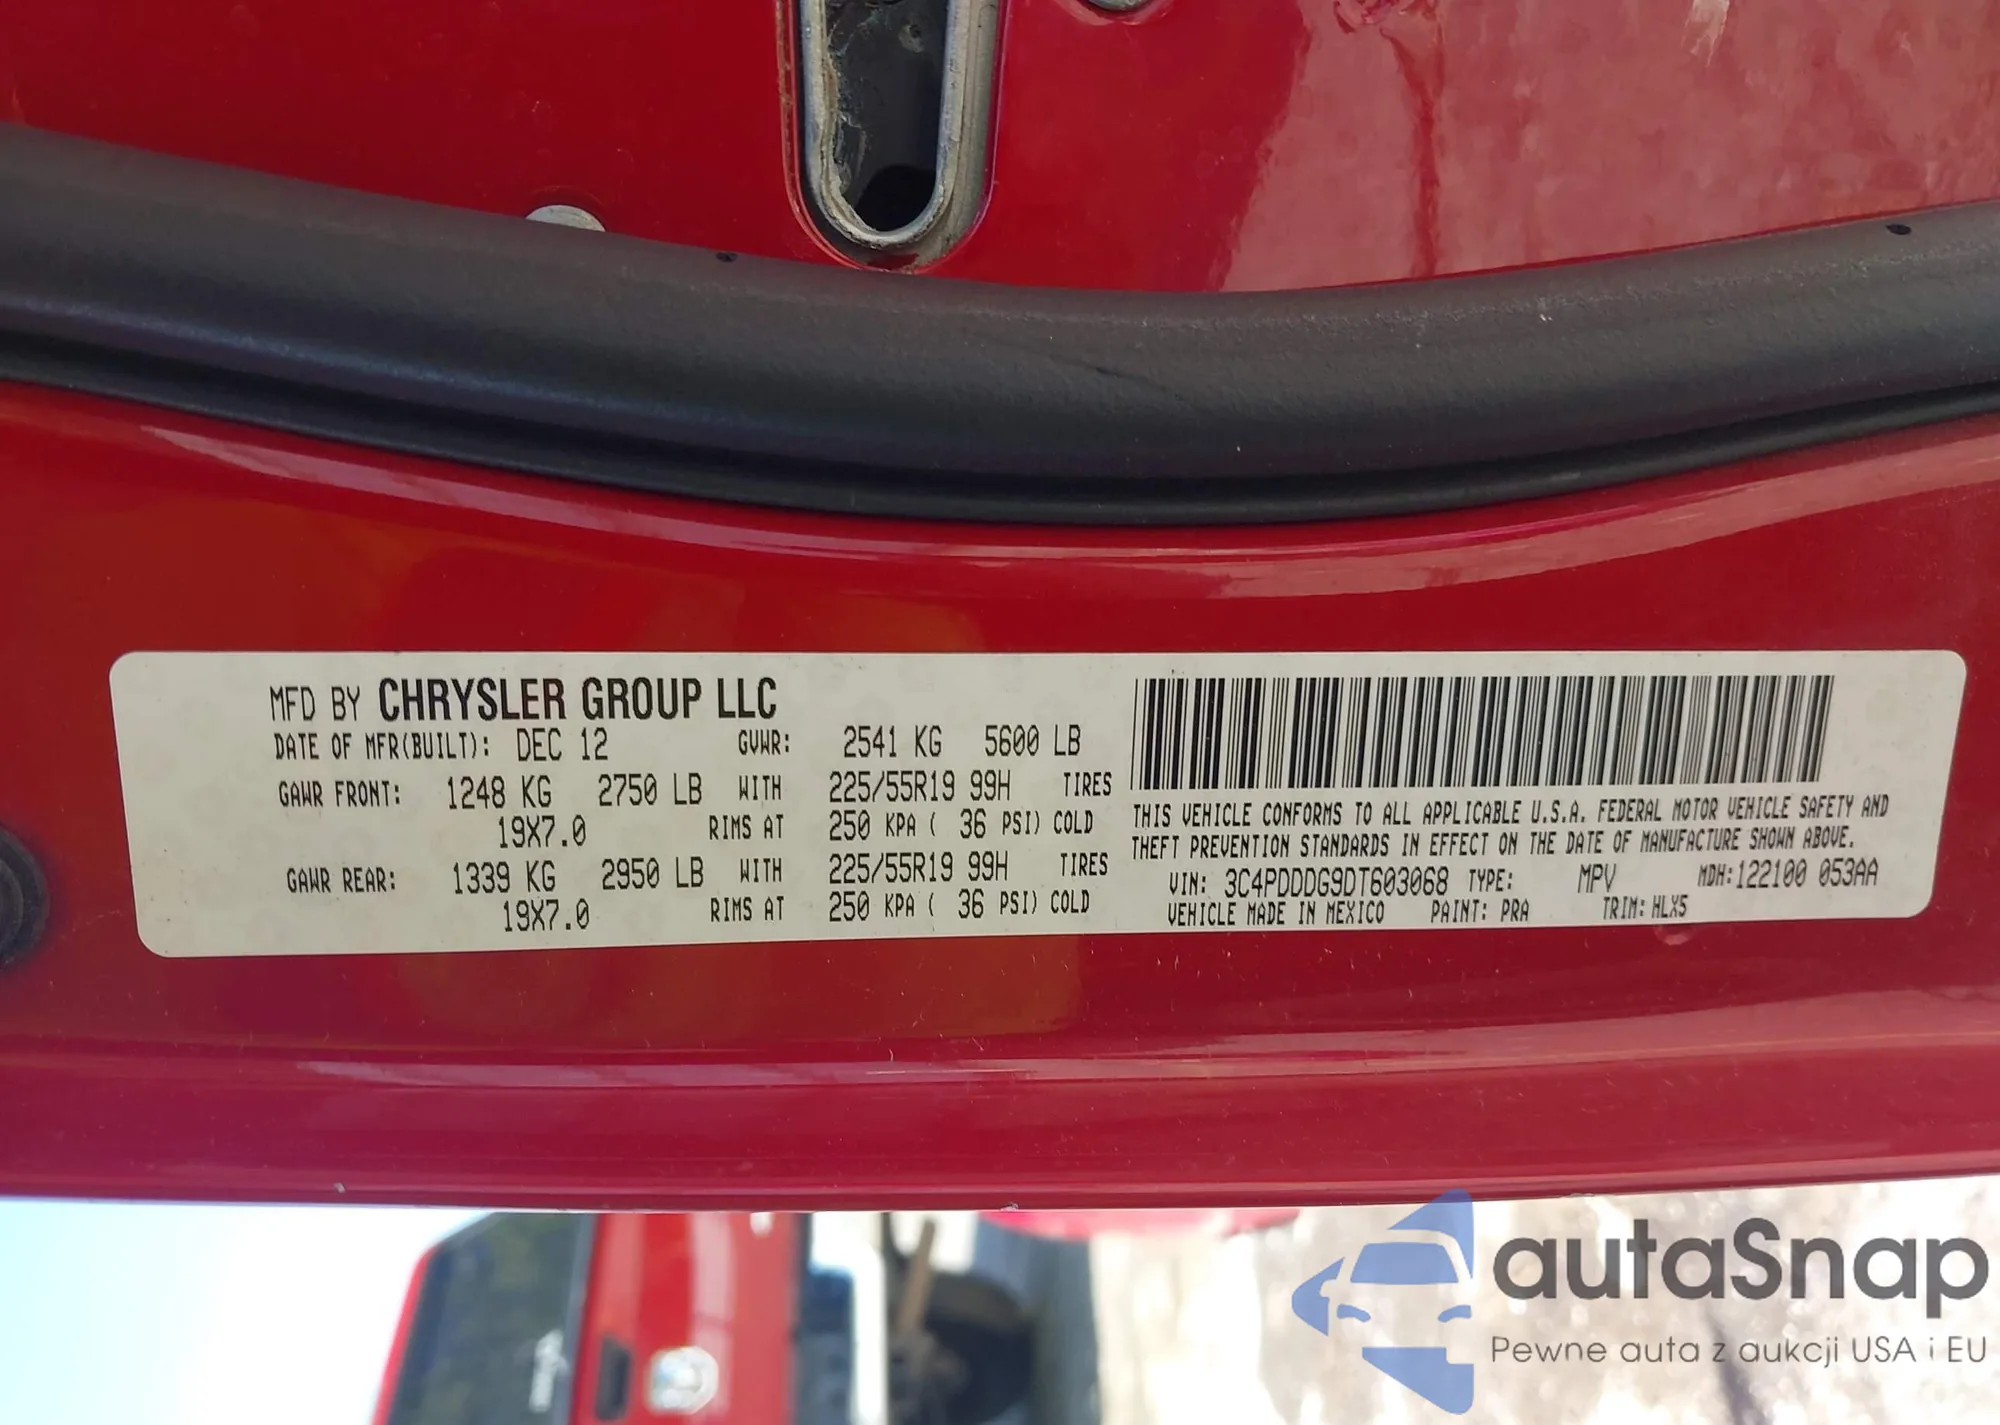 MFD BY CHRYSLER GROUP LLC
DATE OF MFR(BUILT): DEC 12 GVWR: 2541 KG 5600 LB
GAWR FRONT: 1248 KG 2750 LB WITH 225/55R19 99H TIRES
19X7.0 RIMS AT 250 KPA ( 36 PSI) COLD
GAWR REAR: 1339 KG 2950 LB WITH 225/55R19 99H TIRES
19X7.0 RIMS AT 250 KPA ( 36 PSI) COLD
THIS VEHICLE CONFORMS TO ALL APPLICABLE U.S.A. FEDERAL MOTOR VEHICLE SAFETY AND
THEFT PREVENTION STANDARDS IN EFFECT ON THE DATE OF MANUFACTURE SHOWN ABOVE.
VIN: 3C4PDDDG9DT603068 TYPE: MPV MDH:122100 053AA
VEHICLE MADE IN MEXICO PAINT: PRA TRIM: HLX5
autaSnap
Pewne auta z aukcji USA i EU